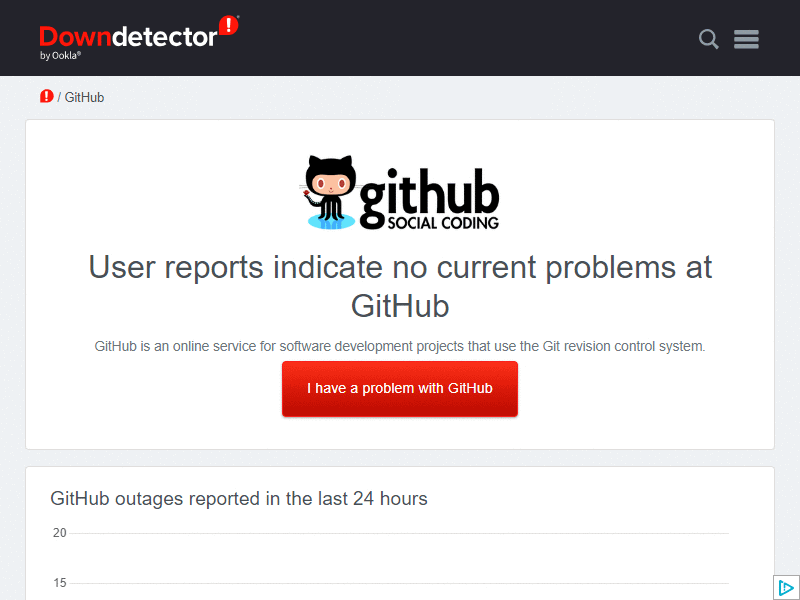 Downdetector
by Ookla®
/ GitHub
github
SOCIAL CODING
User reports indicate no current problems at
GitHub
GitHub is an online service for software development projects that use the Git revision control system.
I have a problem with GitHub
GitHub outages reported in the last 24 hours
20
15